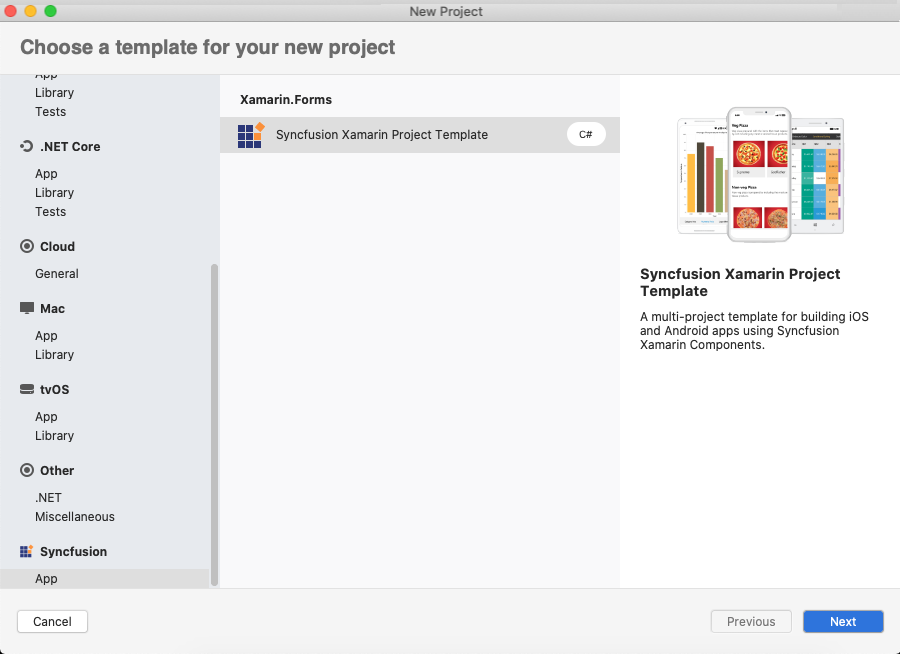 New Project
Choose a template for your new project
App
Library
Tests
.NET Core
App
Library
Tests
Cloud
General
Mac
App
Library
tvOS
App
Library
Other
.NET
Miscellaneous
Syncfusion
App
Xamarin.Forms
Syncfusion Xamarin Project Template
C#
Veg Pizza
Non-veg Pizza
Syncfusion Xamarin Project
Template
A multi-project template for building iOS
and Android apps using Syncfusion
Xamarin Components.
Cancel
Previous
Next